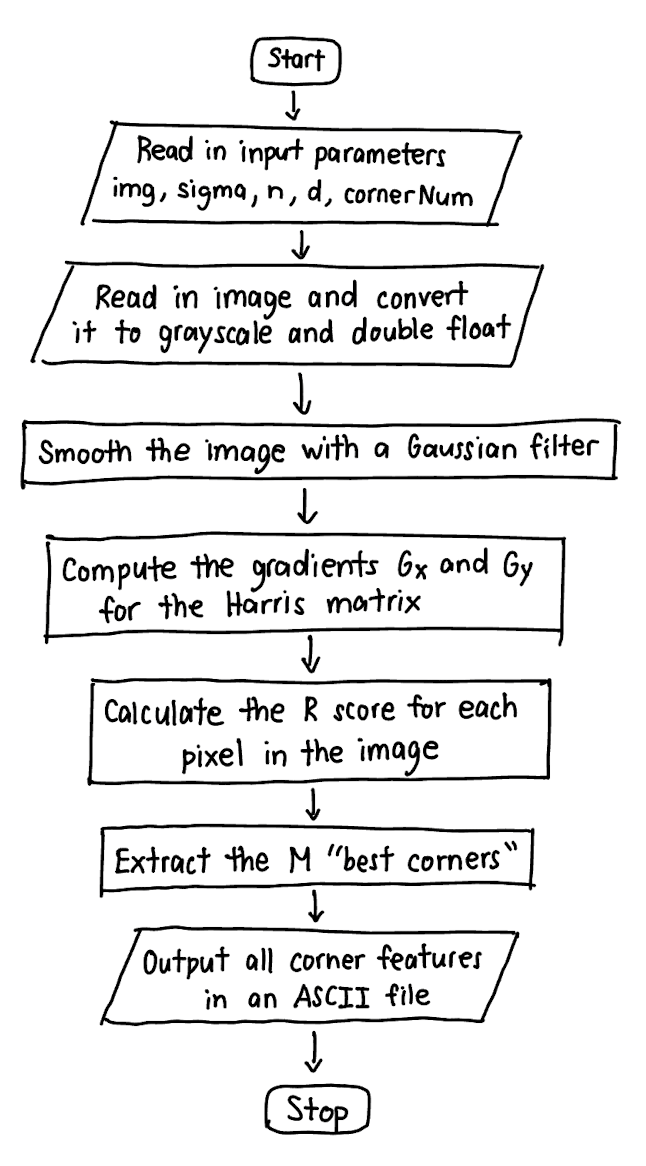 Start
Read in input parameters
img, sigma, n, d, cornerNum
Read in image and convert
it to grayscale and double float
Smooth the image with a Gaussian filter
Compute the gradients Gx and Gy
for the Harris matrix
Calculate the R score for each
pixel in the image
Extract the M "best corners"
Output all corner features
in an ASCII file
Stop